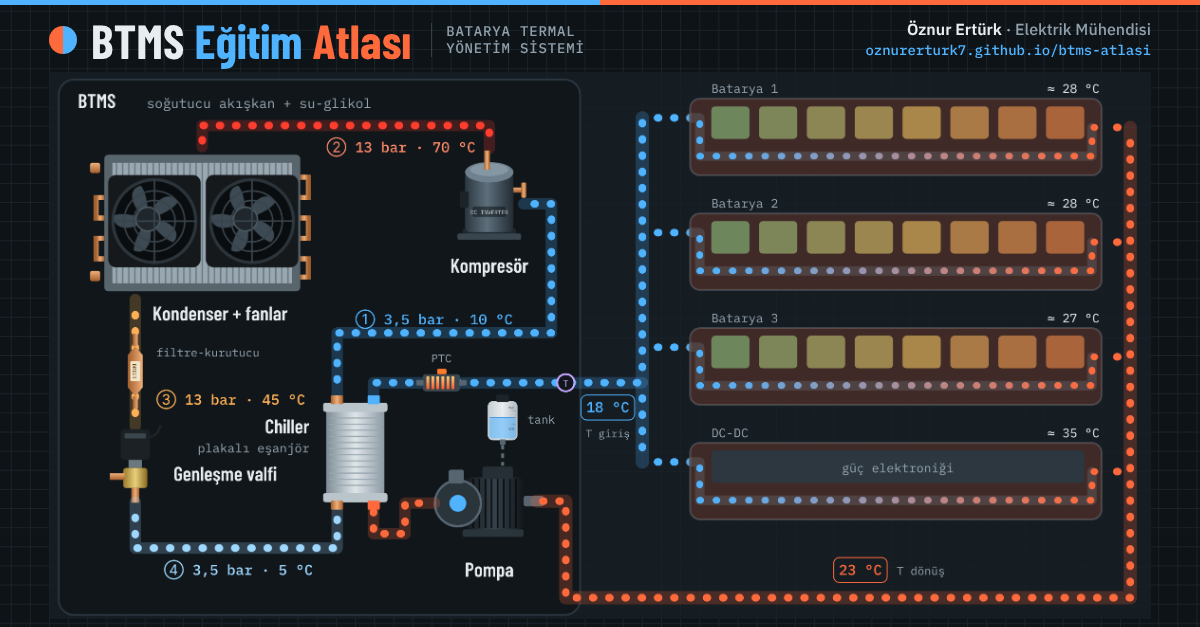 BTMS Eğitim Atlası
BATARYA TERMAL
YÖNETİM SİSTEMİ
Öznur Ertürk · Elektrik Mühendisi
oznurerturk7.github.io/btms-atlasi
BTMS
soğutucu akışkan + su-glikol
② 13 bar · 70 °C
DC INVERTER
Kompresör
Kondenser + fanlar
① 3,5 bar · 10 °C
filtre-kurutucu
PTC
T
③ 13 bar · 45 °C
18 °C
T giriş
Chiller
plakalı eşanjör
tank
Genleşme valfi
④ 3,5 bar · 5 °C
Pompa
Batarya 1
≈ 28 °C
Batarya 2
≈ 28 °C
Batarya 3
≈ 27 °C
DC-DC
≈ 35 °C
güç elektroniği
23 °C
T dönüş